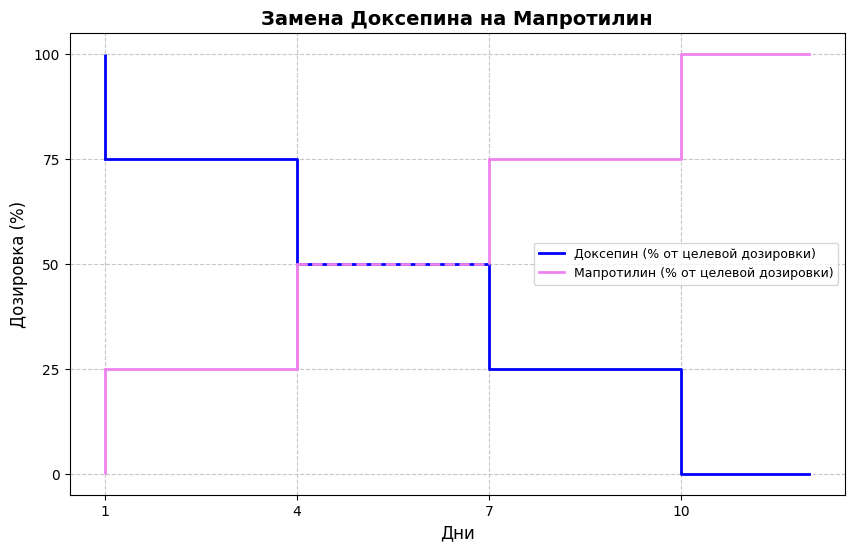 Замена Доксепина на Мапротилин
Дозировка (%)
100
75
50
25
0
Доксепин (% от целевой дозировки)
Мапротилин (% от целевой дозировки)
1
4
7
10
Дни